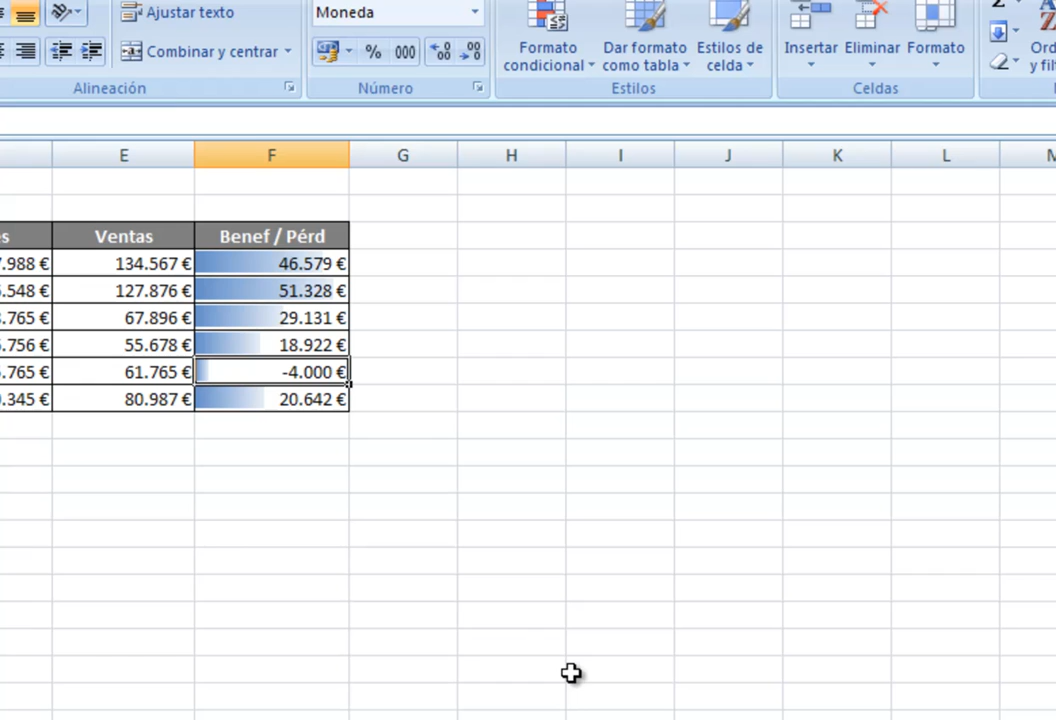 Ajustar texto
Moneda
Combinar y centrar
% 000
Formato condicional
Dar formato como tabla
Estilos de celda
Insertar
Eliminar
Formato
Alineación
Número
Estilos
Celdas
E F G H I J K L
Ventas Benef / Pérd
.988 € 134.567 € 46.579 €
.548 € 127.876 € 51.328 €
.765 € 67.896 € 29.131 €
.756 € 55.678 € 18.922 €
.765 € 61.765 € -4.000 €
.345 € 80.987 € 20.642 €